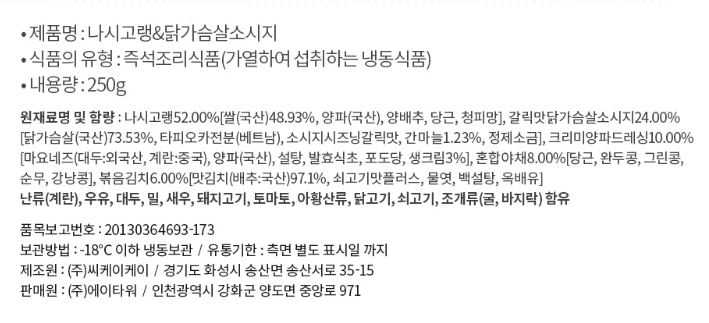 • 제품명 : 나시고랭&닭가슴살소시지
• 식품의 유형 : 즉석조리식품(가열하여 섭취하는 냉동식품)
• 내용량 : 250g
원재료명 및 함량 : 나시고랭52.00%[쌀(국산)48.93%, 양파(국산), 양배추, 당근, 청피망], 갈릭맛닭가슴살소시지24.00%
[닭가슴살(국산)73.53%, 타피오카전분(베트남), 소시지시즈닝갈릭맛, 간마늘1.23%, 정제소금], 크리미양파드레싱10.00%
[마요네즈(대두:외국산, 계란:중국), 양파(국산), 설탕, 발효식초, 포도당, 생크림3%], 혼합야채8.00%[당근, 완두콩, 그린콩,
순무, 강낭콩], 볶음김치6.00%[맛김치(배추:국산)97.1%, 쇠고기맛플러스, 물엿, 백설탕, 옥배유]
난류(계란), 우유, 대두, 밀, 새우, 돼지고기, 토마토, 아황산류, 닭고기, 쇠고기, 조개류(굴, 바지락) 함유
품목보고번호 : 20130364693-173
보관방법 : -18℃ 이하 냉동보관 / 유통기한 : 측면 별도 표시일 까지
제조원 : (주)씨케이케이 / 경기도 화성시 송산면 송산서로 35-15
판매원 : (주)에이타워 / 인천광역시 강화군 양도면 중앙로 971